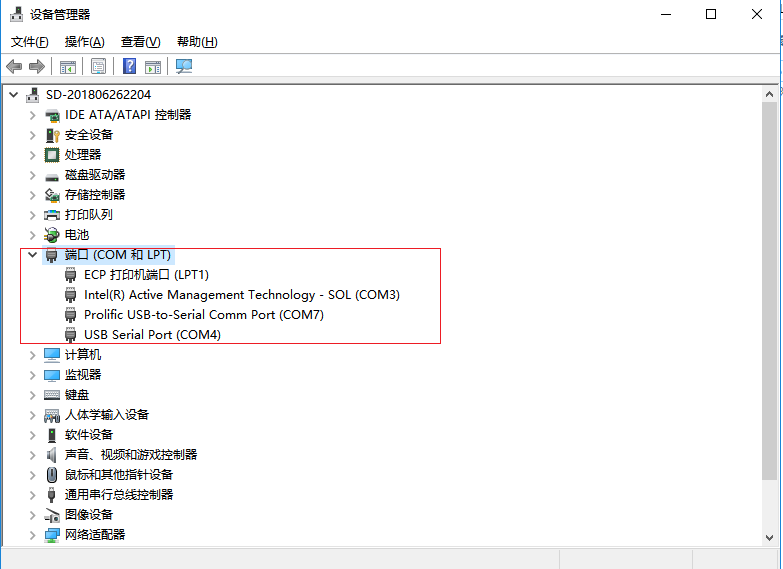 设备管理器
文件(F) 操作(A) 查看(V) 帮助(H)
SD-201806262204
IDE ATA/ATAPI 控制器
安全设备
处理器
磁盘驱动器
存储控制器
打印队列
电池
端口 (COM 和 LPT)
ECP 打印机端口 (LPT1)
Intel(R) Active Management Technology - SOL (COM3)
Prolific USB-to-Serial Comm Port (COM7)
USB Serial Port (COM4)
计算机
监视器
键盘
人体学输入设备
软件设备
声音、视频和游戏控制器
鼠标和其他指针设备
通用串行总线控制器
图像设备
网络适配器